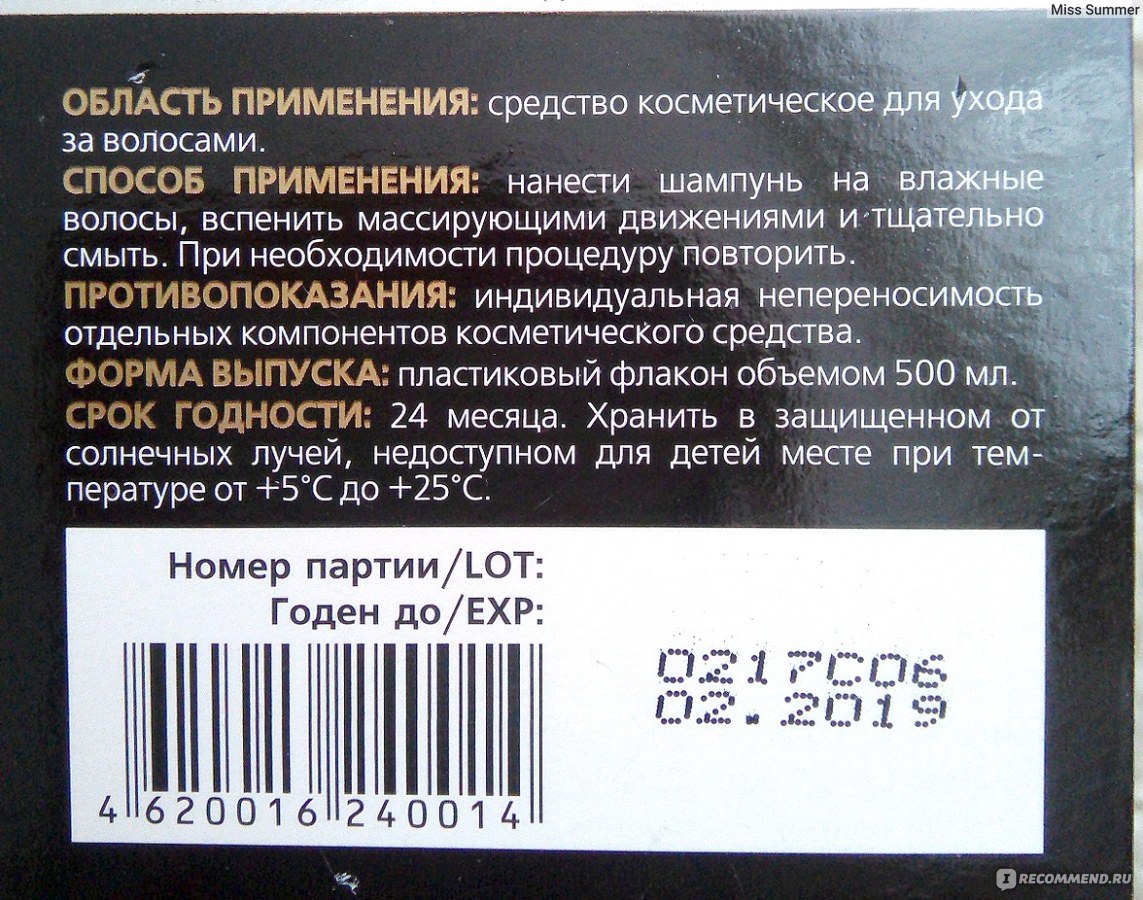 Miss Summer
ОБЛАСТЬ ПРИМЕНЕНИЯ: средство косметическое для ухода
за волосами.
СПОСОБ ПРИМЕНЕНИЯ: нанести шампунь на влажные
волосы, вспенить массирующими движениями и тщательно
смыть. При необходимости процедуру повторить.
ПРОТИВОПОКАЗАНИЯ: индивидуальная непереносимость
отдельных компонентов косметического средства.
ФОРМА ВЫПУСКА: пластиковый флакон объемом 500 мл.
СРОК ГОДНОСТИ: 24 месяца. Хранить в защищенном от
солнечных лучей, недоступном для детей месте при тем-
пературе от +5°C до +25°C.
Номер партии/LOT:
Годен до/EXP:
0217C06
02.2019
4 620016 240014
IRECOMMEND.RU